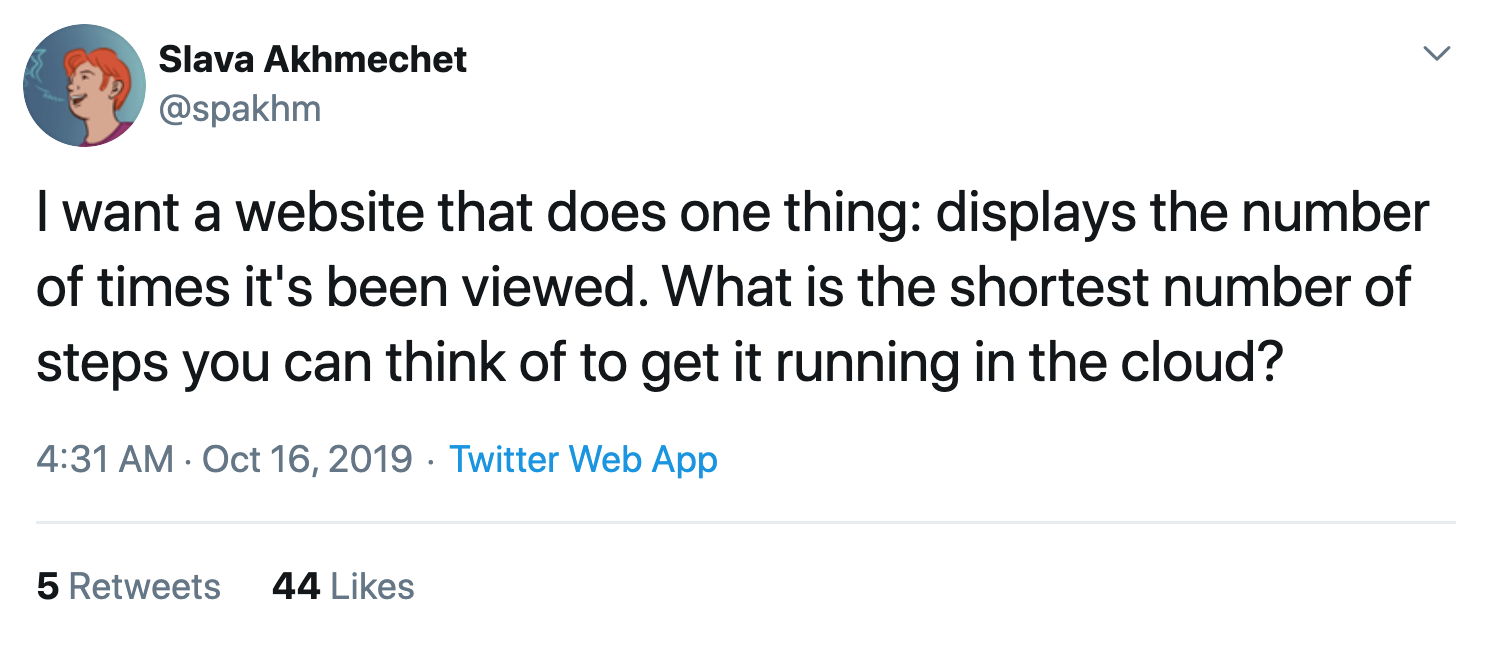 Slava Akhmechet
@spakhm
I want a website that does one thing: displays the number
of times it's been viewed. What is the shortest number of
steps you can think of to get it running in the cloud?
4:31 AM · Oct 16, 2019 · Twitter Web App
5 Retweets 44 Likes